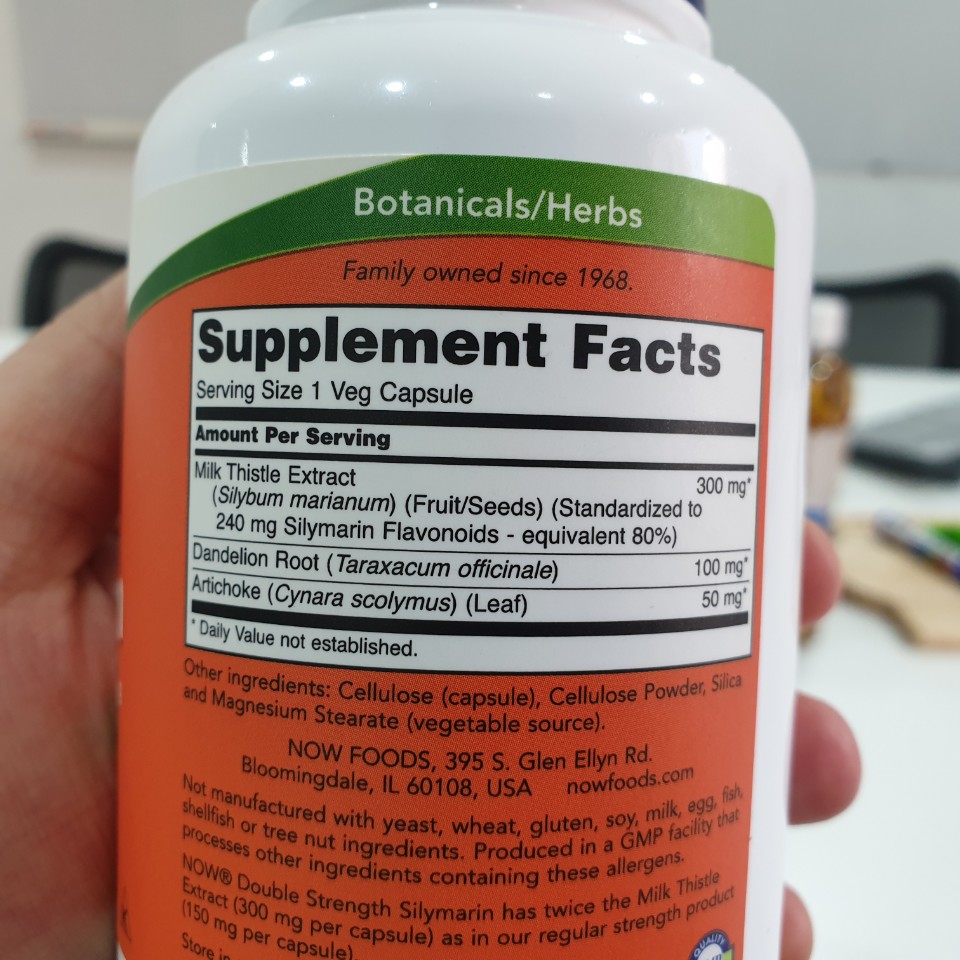 Botanicals/Herbs
Family owned since 1968.
Supplement Facts
Serving Size 1 Veg Capsule
Amount Per Serving
Milk Thistle Extract 300 mg*
(Silybum marianum) (Fruit/Seeds) (Standardized to
240 mg Silymarin Flavonoids - equivalent 80%)
Dandelion Root (Taraxacum officinale) 100 mg*
Artichoke (Cynara scolymus) (Leaf) 50 mg*
* Daily Value not established.
Other ingredients: Cellulose (capsule), Cellulose Powder, Silica
and Magnesium Stearate (vegetable source).
NOW FOODS, 395 S. Glen Ellyn Rd.
Bloomingdale, IL 60108, USA nowfoods.com
Not manufactured with yeast, wheat, gluten, soy, milk, egg, fish,
shellfish or tree nut ingredients. Produced in a GMP facility that
processes other ingredients containing these allergens.
NOW® Double Strength Silymarin has twice the Milk Thistle
Extract (300 mg per capsule) as in our regular strength product
(150 mg per capsule).
Store in
QUALITY